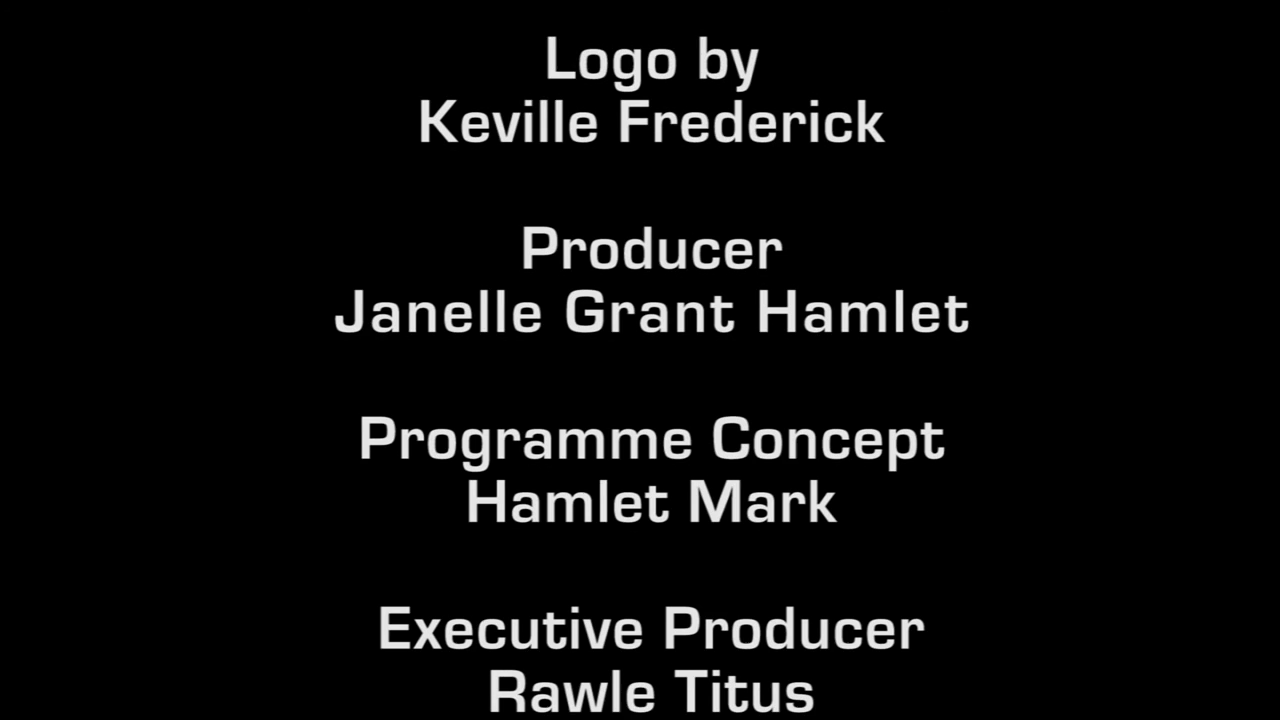 Logo by
Keville Frederick
Producer
Janelle Grant Hamlet
Programme Concept
Hamlet Mark
Executive Producer
Rawle Titus